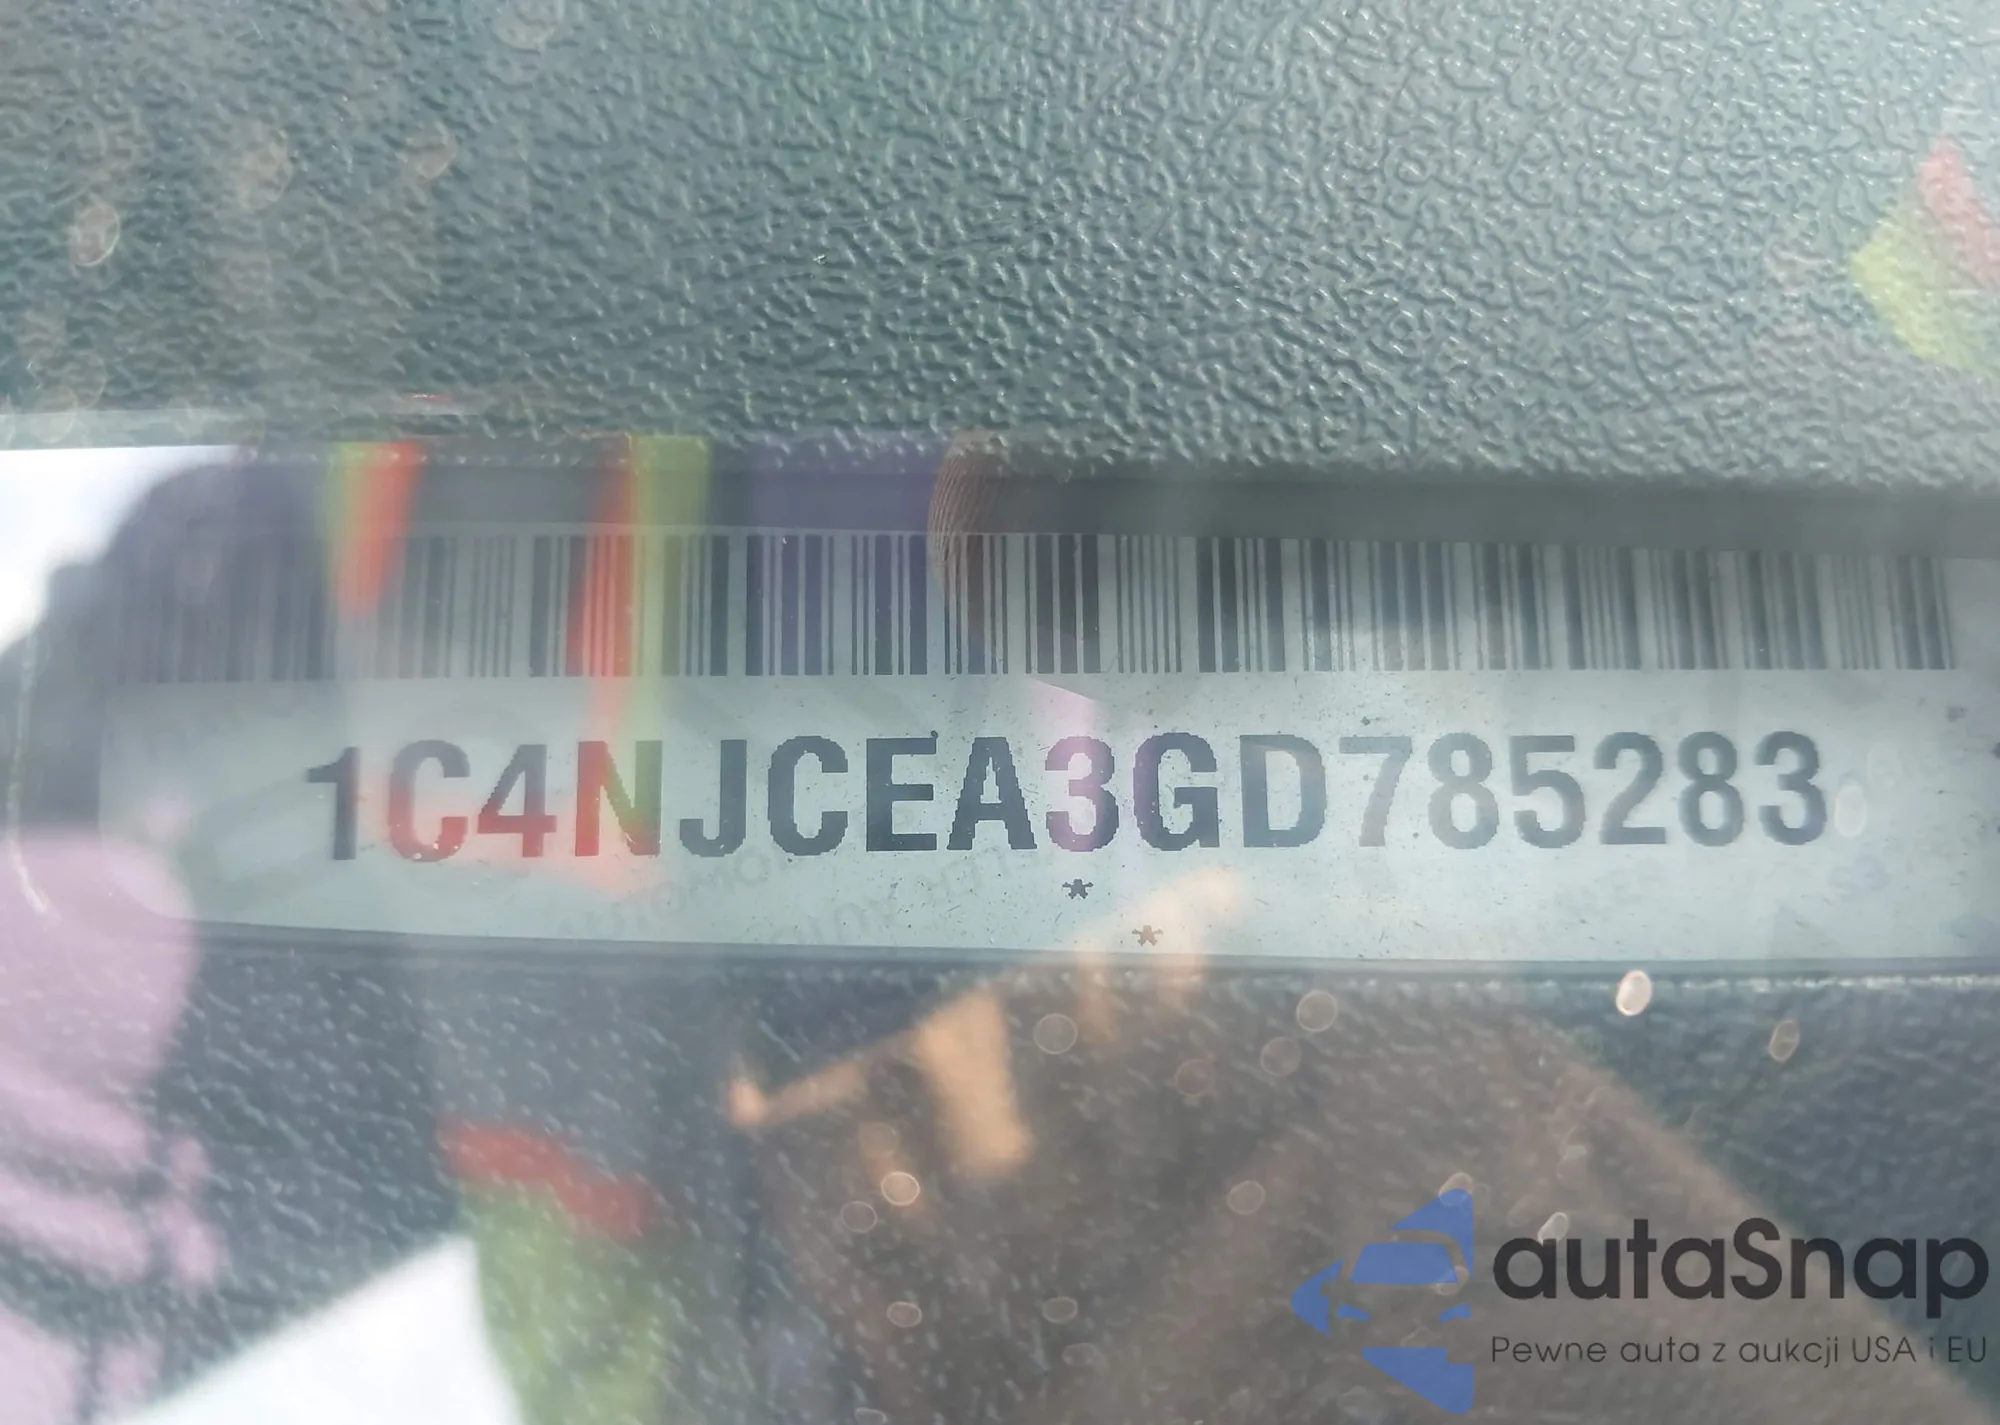 1C4NJCEA3GD785283
*
*
autaSnap
Pewne auta z aukcji USA i EU